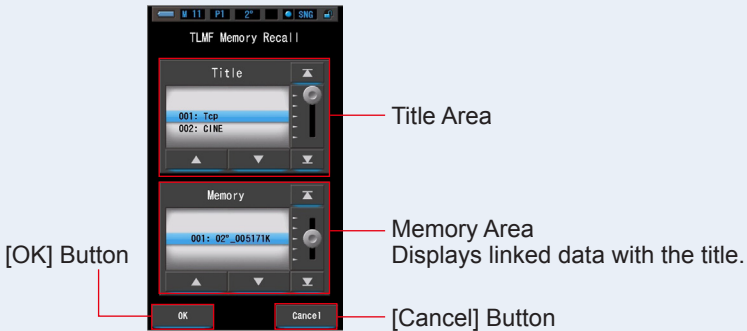 M 11 P1 2° SNG
TLMF Memory Recall
Title
001: Tcp
002: CINE
Title Area
Memory
001: 02°_005171K
Memory Area
Displays linked data with the title.
[OK] Button
OK
Cancel
[Cancel] Button